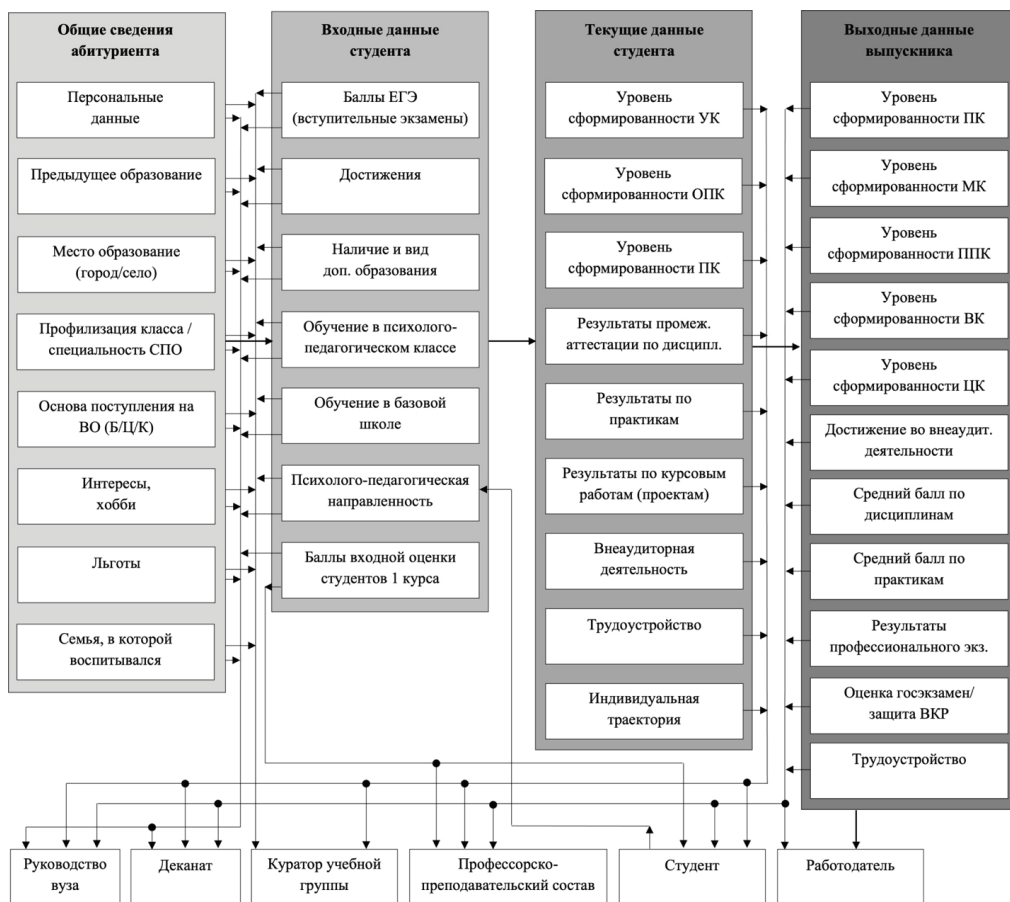 Общие сведения
абитуриента
Персональные
данные
Предыдущее образование
Место образование
(город/село)
Профилизация класса /
специальность СПО
Основа поступления на
ВО (Б/Ц/К)
Интересы,
хобби
Льготы
Семья, в которой
воспитывался
Входные данные
студента
Баллы ЕГЭ
(вступительные экзамены)
Достижения
Наличие и вид
доп. образования
Обучение в психолого-
педагогическом классе
Обучение в базовой
школе
Психолого-педагогическая
направленность
Баллы входной оценки
студентов 1 курса
Текущие данные
студента
Уровень
сформированности УК
Уровень
сформированности ОПК
Уровень
сформированности ПК
Результаты промеж.
аттестации по дисципл.
Результаты по
практикам
Результаты по курсовым
работам (проектам)
Внеаудиторная
деятельность
Трудоустройство
Индивидуальная
траектория
Выходные данные
выпускника
Уровень
сформированности ПК
Уровень
сформированности МК
Уровень
сформированности ППК
Уровень
сформированности ВК
Уровень
сформированности ЦК
Достижение во внеаудит.
деятельности
Средний балл по
дисциплинам
Средний балл по
практикам
Результаты
профессионального экз.
Оценка госэкзамен/
защита ВКР
Трудоустройство
Руководство
вуза
Деканат
Куратор учебной
группы
Профессорско-
преподавательский состав
Студент
Работодатель